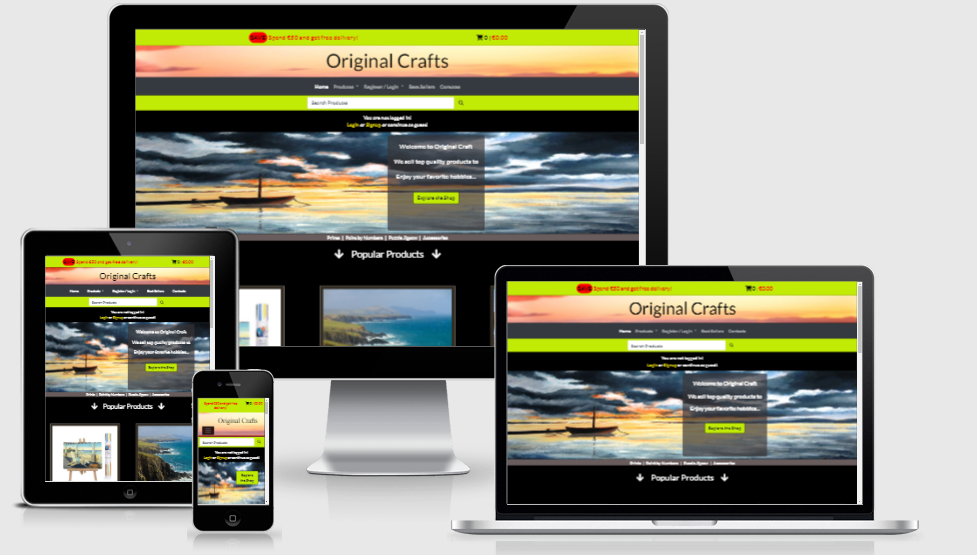 SAVE Spend €50 and get free delivery! 0 | €0.00
Original Crafts
Home Products Register / Login Best Sellers
Search Products
You are not logged in!
Login or Signup or continue as guest!
Welcome to Original Craft
We sell top quality products to
Enjoy your favorite hobbies...
Explore the Shop
Prints | Paint by Numbers | Puzzle Jigsaw | Accessories
Popular Products
Spend €50 and get free delivery! 0 | €0.00
Original Crafts
Home Products Register / Login Best Sellers Contacts
Search Products
You are not logged in!
Login or Signup or continue as guest!
Welcome to Original Craft
We sell top quality products to
Enjoy your favorite hobbies...
Explore the Shop
Prints | Paint by Numbers | Puzzle Jigsaw | Accessories
Popular Products
Spend €50 and get free
delivery!
Original Crafts
Search Products
You are not logged in!
Login or Signup or continue as guest!
Explore
the Shop
SAVE Spend €50 and get free delivery! 0 | €0.00
Original Crafts
Home Products Register / Login Best Sellers Contacts
Search Products
You are not logged in!
Login or Signup or continue as guest!
Welcome to Original Craft
We sell top quality products to
Enjoy your favorite hobbies...
Explore the Shop
Prints | Paint by Numbers | Puzzle Jigsaw | Accessories
Popular Products